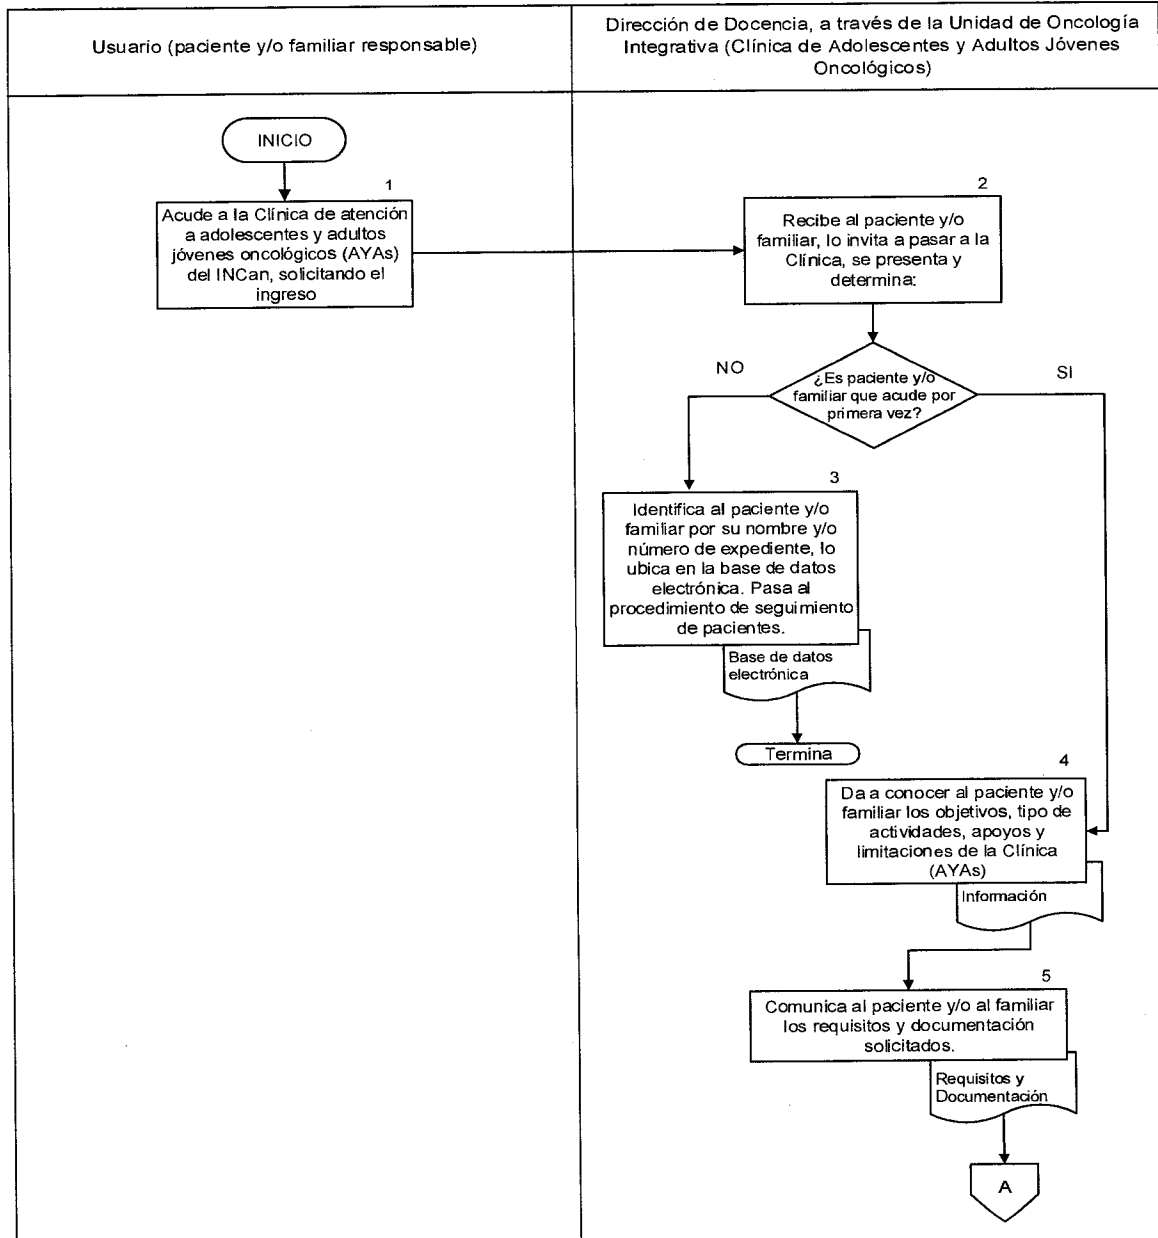 Usuario (paciente y/o familiar responsable)
Dirección de Docencia, a través de la Unidad de Oncología
Integrativa (Clínica de Adolescentes y Adultos Jóvenes
Oncológicos)
INICIO
1
Acude a la Clínica de atención
a adolescentes y adultos
jóvenes oncológicos (AYAs)
del INCan, solicitando el
ingreso
2
Recibe al paciente y/o
familiar, lo invita a pasar a la
Clínica, se presenta y
determina:
¿Es paciente y/o
familiar que acude por
primera vez?
NO
SI
3
Identifica al paciente y/o
familiar por su nombre y/o
número de expediente, lo
ubica en la base de datos
electrónica. Pasa al
procedimiento de seguimiento
de pacientes.
Base de datos
electrónica
Termina
4
Da a conocer al paciente y/o
familiar los objetivos, tipo de
actividades, apoyos y
limitaciones de la Clínica
(AYAs)
Información
5
Comunica al paciente y/o al familiar
los requisitos y documentación
solicitados.
Requisitos y
Documentación
A